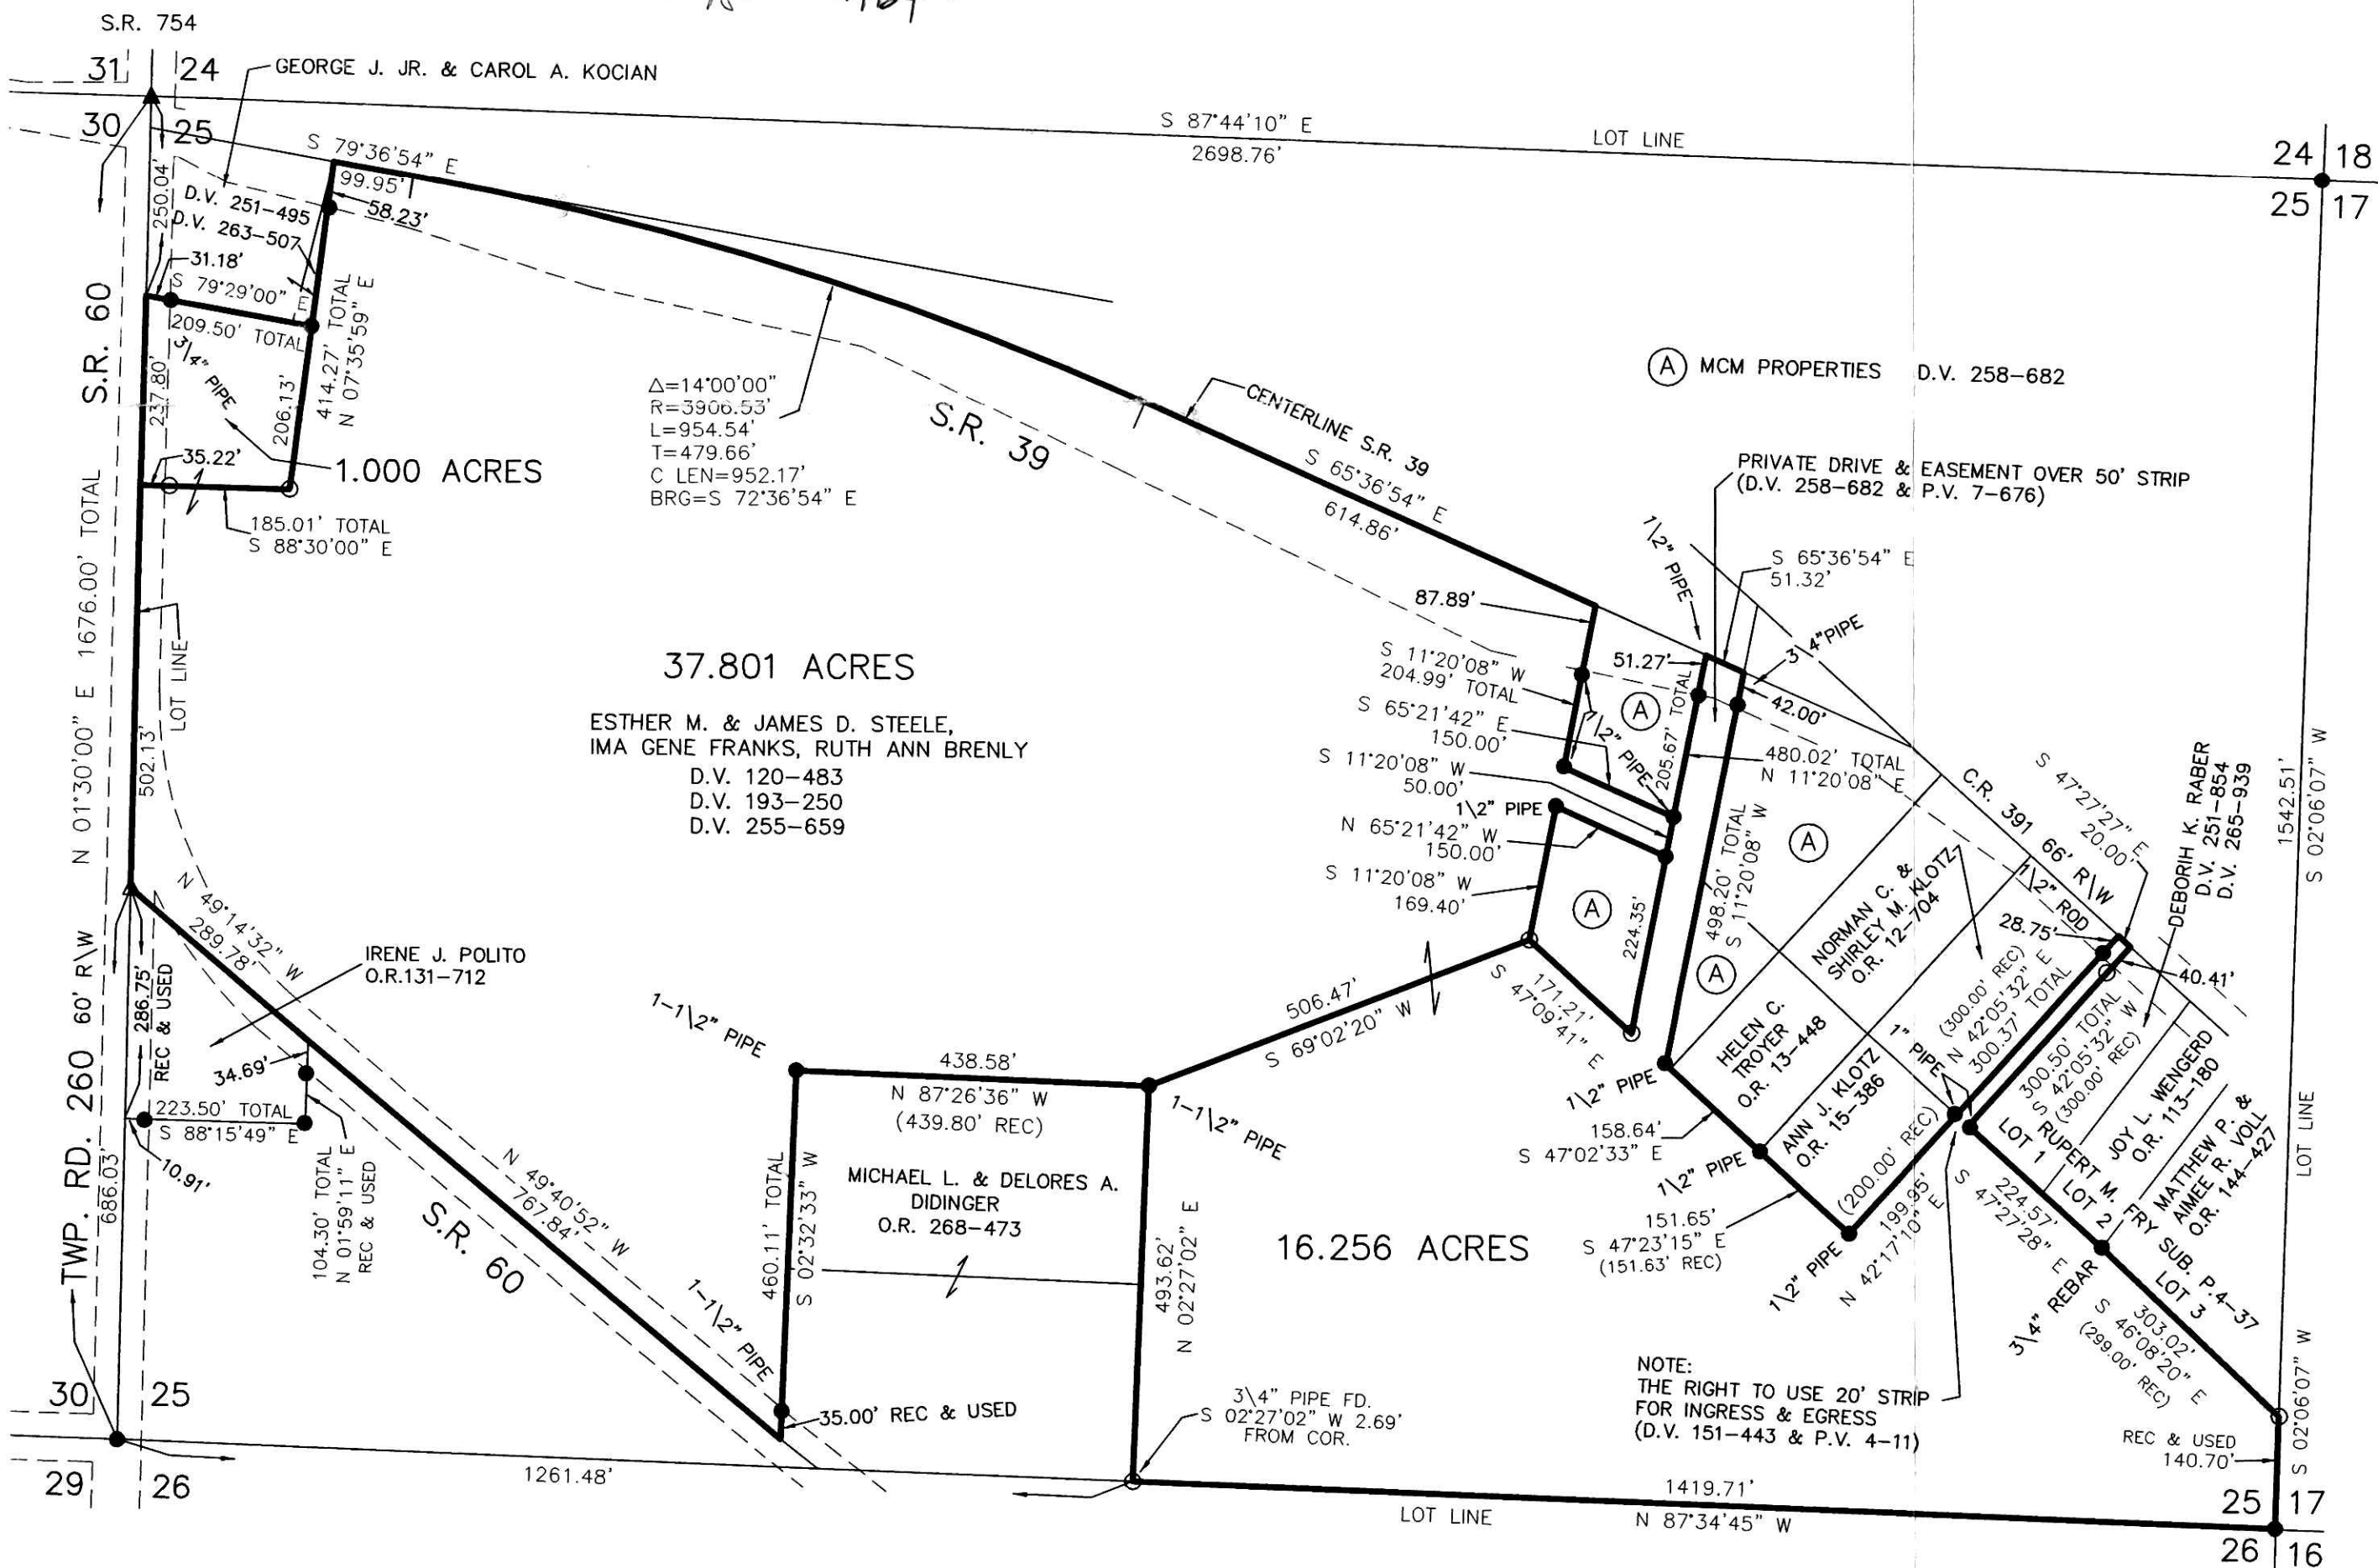 S.R. 754
31 24
30 25
GEORGE J. JR. & CAROL A. KOCIAN
S 87°44'10" E
2698.76'
LOT LINE
24 18
25 17
S 79°36'54" E
99.95'
58.23'
250.04'
D.V. 251-495
D.V. 263-507
31.18'
S 79°29'00" E
209.50' TOTAL
3/4" PIPE
237.80'
206.13'
414.27' TOTAL
N 07°35'59" E
35.22'
1.000 ACRES
185.01' TOTAL
S 88°30'00" E
S.R. 60
N 01°30'00" E 1676.00' TOTAL
LOT LINE
502.13'
Δ=14°00'00"
R=3906.53'
L=954.54'
T=479.66'
C LEN=952.17'
BRG=S 72°36'54" E
S.R. 39
CENTERLINE S.R. 39
S 65°36'54" E
614.86'
Ⓐ MCM PROPERTIES D.V. 258-682
PRIVATE DRIVE & EASEMENT OVER 50' STRIP
(D.V. 258-682 & P.V. 7-676)
1/2" PIPE
S 65°36'54" E
51.32'
3/4" PIPE
87.89'
51.27'
42.00'
S 11°20'08" W
204.99' TOTAL
S 65°21'42" E
150.00'
1/2" PIPE
205.67' TOTAL
480.02' TOTAL
N 11°20'08" E
S 11°20'08" W
50.00'
1\2" PIPE
N 65°21'42" W
150.00'
S 11°20'08" W
169.40'
A
A
A
A
224.35'
498.20' TOTAL
S 11°20'08" W
S 47°09'41" E
171.21'
37.801 ACRES
ESTHER M. & JAMES D. STEELE,
IMA GENE FRANKS, RUTH ANN BRENLY
D.V. 120-483
D.V. 193-250
D.V. 255-659
C.R. 391 66' R\W
S 47°27'27" E
20.00'
DEBORIH K. RABER
D.V. 251-854
D.V. 265-939
1542.51'
S 02°06'07" W
LOT LINE
1\2" ROD
28.75'
40.41'
NORMAN C. &
SHIRLEY M. KLOTZ
O.R. 12-704
HELEN C.
TROYER
O.R. 13-448
ANN J. KLOTZ
O.R. 15-386
1" PIPE
(300.00' REC)
N 42°05'32" E
300.37' TOTAL
300.50' TOTAL
S 42°05'32" W
(300.00' REC)
JOY L. WENGERD
O.R. 113-180
MATTHEW P. &
AIMEE R. VOLL
O.R. 144-427
RUPERT M. FRY SUB. P.4-37
LOT 1
LOT 2
LOT 3
1\2" PIPE
158.64'
S 47°02'33" E
1\2" PIPE
151.65'
S 47°23'15" E
(151.63' REC)
1\2" PIPE
(200.00' REC)
199.95'
N 42°17'10" E
224.57'
S 47°27'28" E
3\4" REBAR
303.02'
S 46°08'20" E
(299.00' REC)
S 02°06'07" W
REC & USED
140.70'
N 49°14'32" W
289.78'
IRENE J. POLITO
O.R.131-712
TWP. RD. 260 60' R\W
286.75'
REC & USED
34.69'
223.50' TOTAL
S 88°15'49" E
10.91'
686.03'
104.30' TOTAL
N 01°59'11" E
REC & USED
N 49°40'52" W
767.84'
S.R. 60
1-1\2" PIPE
506.47'
S 69°02'20" W
438.58'
N 87°26'36" W
(439.80' REC)
1-1\2" PIPE
MICHAEL L. & DELORES A.
DIDINGER
O.R. 268-473
460.11' TOTAL
S 02°32'33" W
1-1\2" PIPE
493.62'
N 02°27'02" E
16.256 ACRES
35.00' REC & USED
3\4" PIPE FD.
S 02°27'02" W 2.69'
FROM COR.
NOTE:
THE RIGHT TO USE 20' STRIP
FOR INGRESS & EGRESS
(D.V. 151-443 & P.V. 4-11)
30 25
29 26
1261.48'
LOT LINE
1419.71'
N 87°34'45" W
25 17
26 16